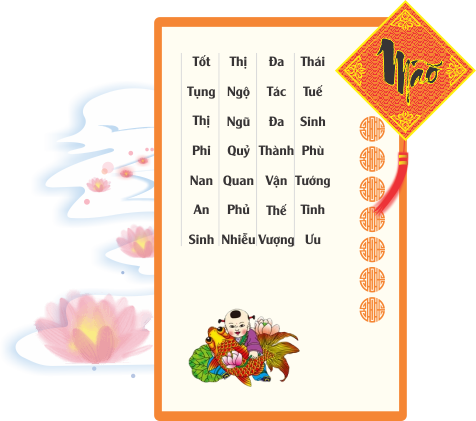 Mão
Thái Tuế Sinh Phù Tướng Tinh Ưu
Đa Tác Đa Thành Vận Thế Vượng
Thị Ngộ Ngũ Quỷ Quan Phủ Nhiễu
Tốt Tụng Thị Phi Nan An Sinh